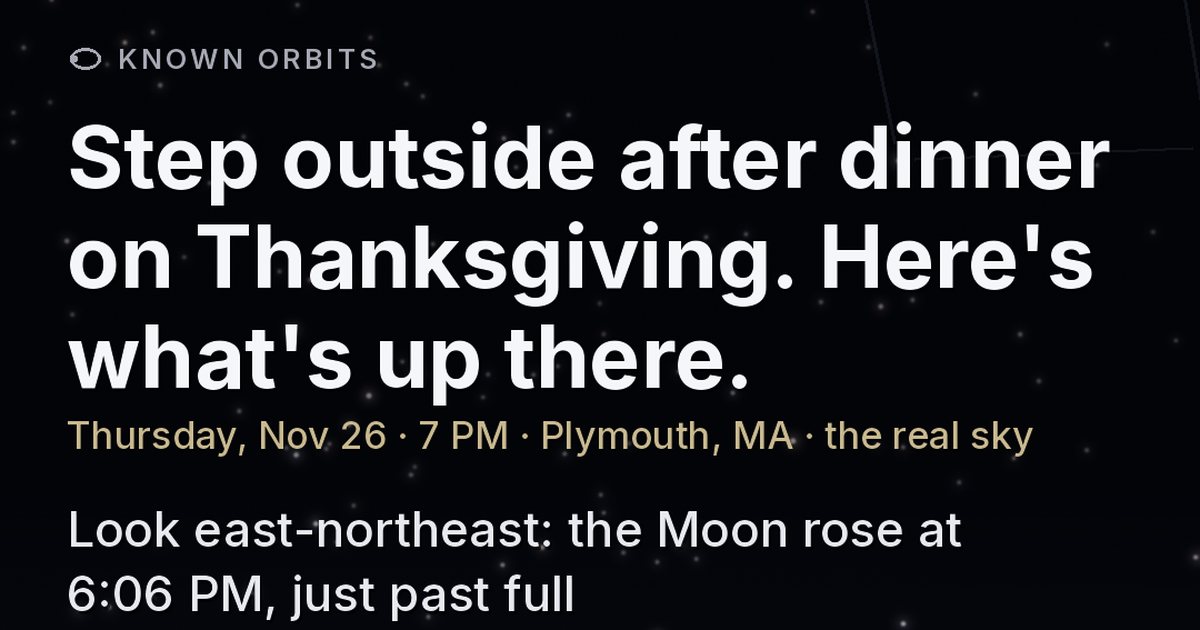 KNOWN ORBITS
Step outside after dinner
on Thanksgiving. Here's
what's up there.
Thursday, Nov 26 · 7 PM · Plymouth, MA · the real sky
Look east-northeast: the Moon rose at
6:06 PM, just past full